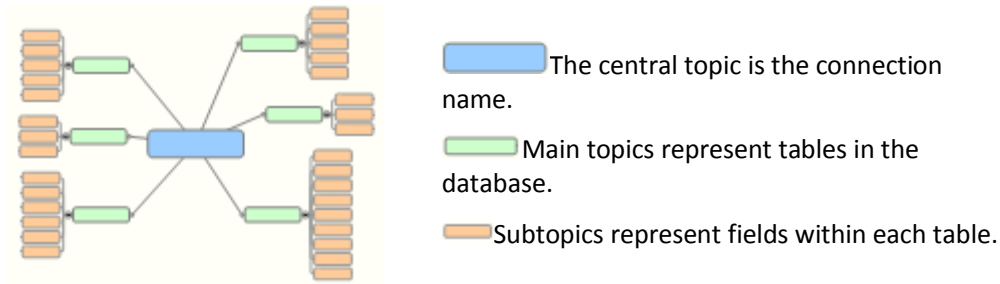 The central topic is the connection
name.
Main topics represent tables in the
database.
Subtopics represent fields within each table.